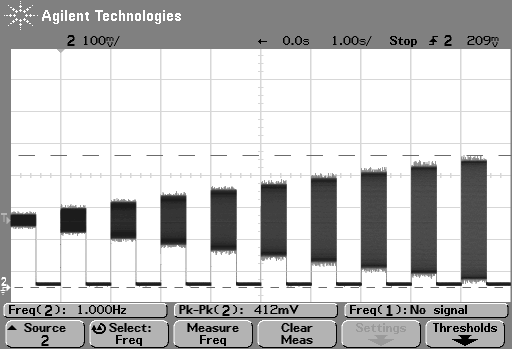 Agilent Technologies
2 100mV/ ← 0.0s 1.00s/ Stop 2 209mV
T
2
Freq(2): 1.000Hz Pk-Pk(2): 412mV Freq(1): No signal
Source 2 Select: Freq Measure Freq Clear Meas Settings Thresholds